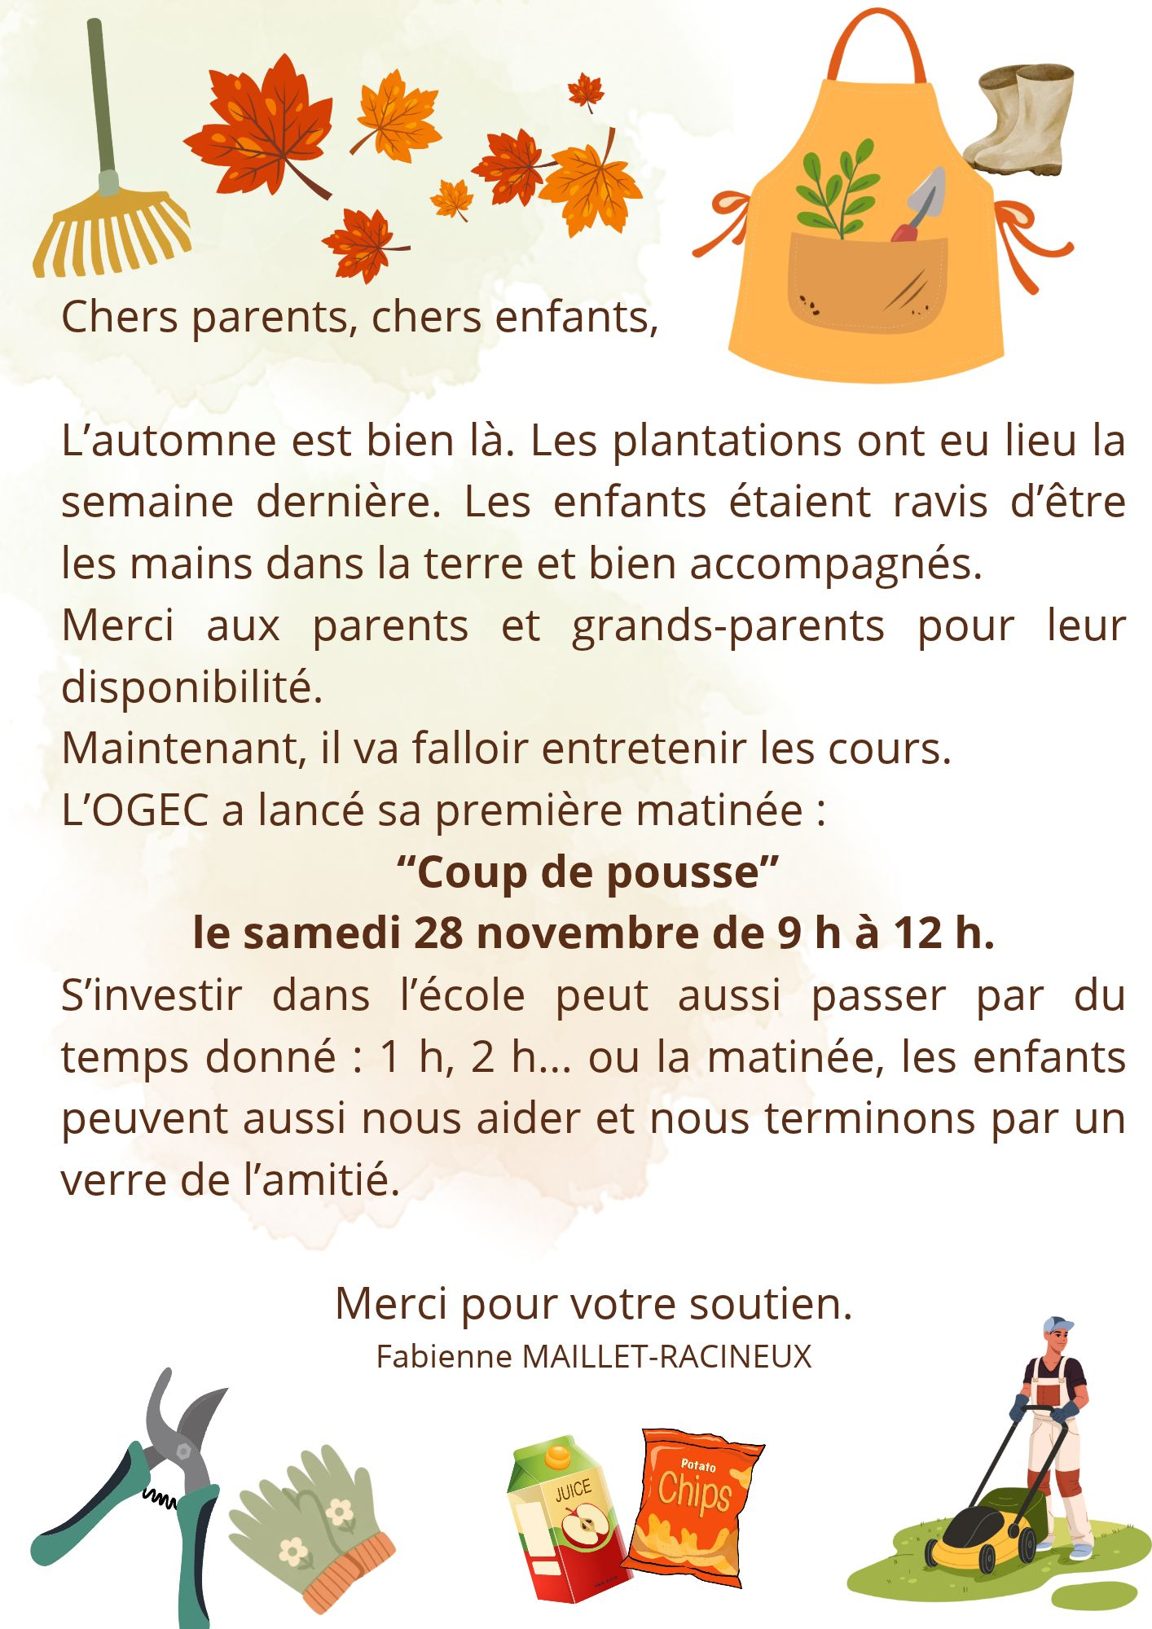 Chers parents, chers enfants,
L’automne est bien là. Les plantations ont eu lieu la
semaine dernière. Les enfants étaient ravis d’être
les mains dans la terre et bien accompagnés.
Merci aux parents et grands-parents pour leur
disponibilité.
Maintenant, il va falloir entretenir les cours.
L’OGEC a lancé sa première matinée :
“Coup de pousse”
le samedi 28 novembre de 9 h à 12 h.
S’investir dans l’école peut aussi passer par du
temps donné : 1 h, 2 h... ou la matinée, les enfants
peuvent aussi nous aider et nous terminons par un
verre de l’amitié.
Merci pour votre soutien.
Fabienne MAILLET-RACINEUX
JUICE
Potato
Chips